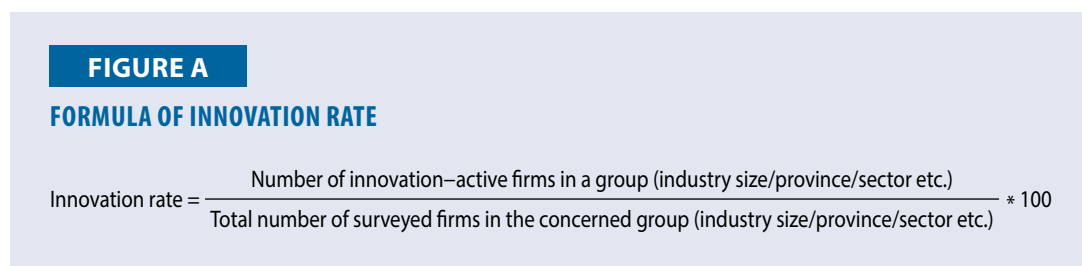 FIGURE A
FORMULA OF INNOVATION RATE
Number of innovation–active firms in a group (industry size/province/sector etc.)
Innovation rate = * 100
Total number of surveyed firms in the concerned group (industry size/province/sector etc.)